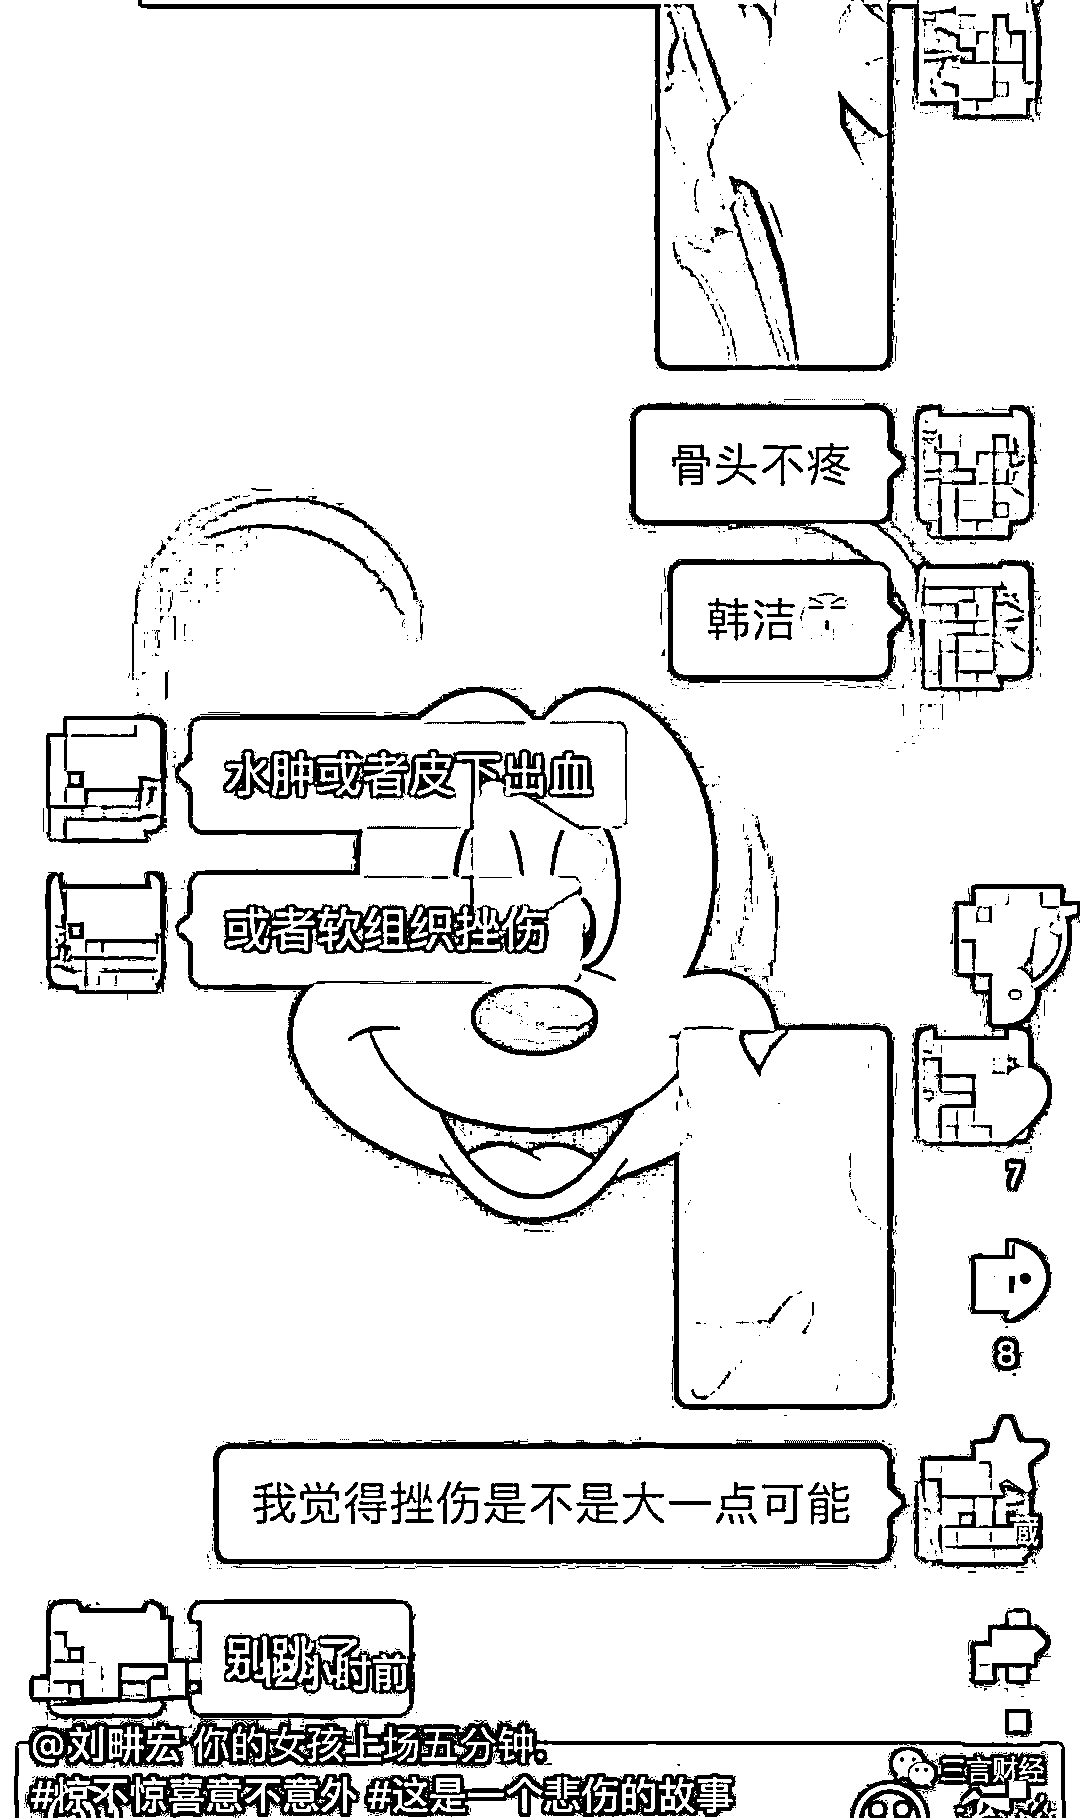 骨头不疼
韩洁
水肿或者皮下出血
或者软组织挫伤
7
8
我觉得挫伤是不是大一点可能
藏
别跳了
小时前
@刘畊宏 你的女孩上场五分钟.
三言财经
#惊不惊喜意不意外 #这是一个悲伤的故事